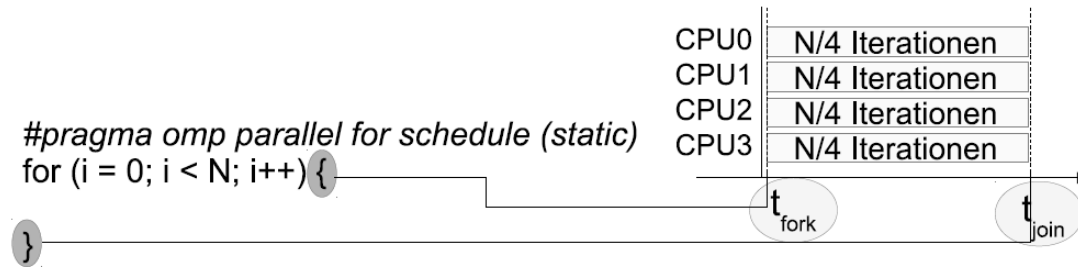 CPU0 N/4 Iterationen
CPU1 N/4 Iterationen
CPU2 N/4 Iterationen
CPU3 N/4 Iterationen
#pragma omp parallel for schedule (static)
for (i = 0; i < N; i++) {
t fork t join
}